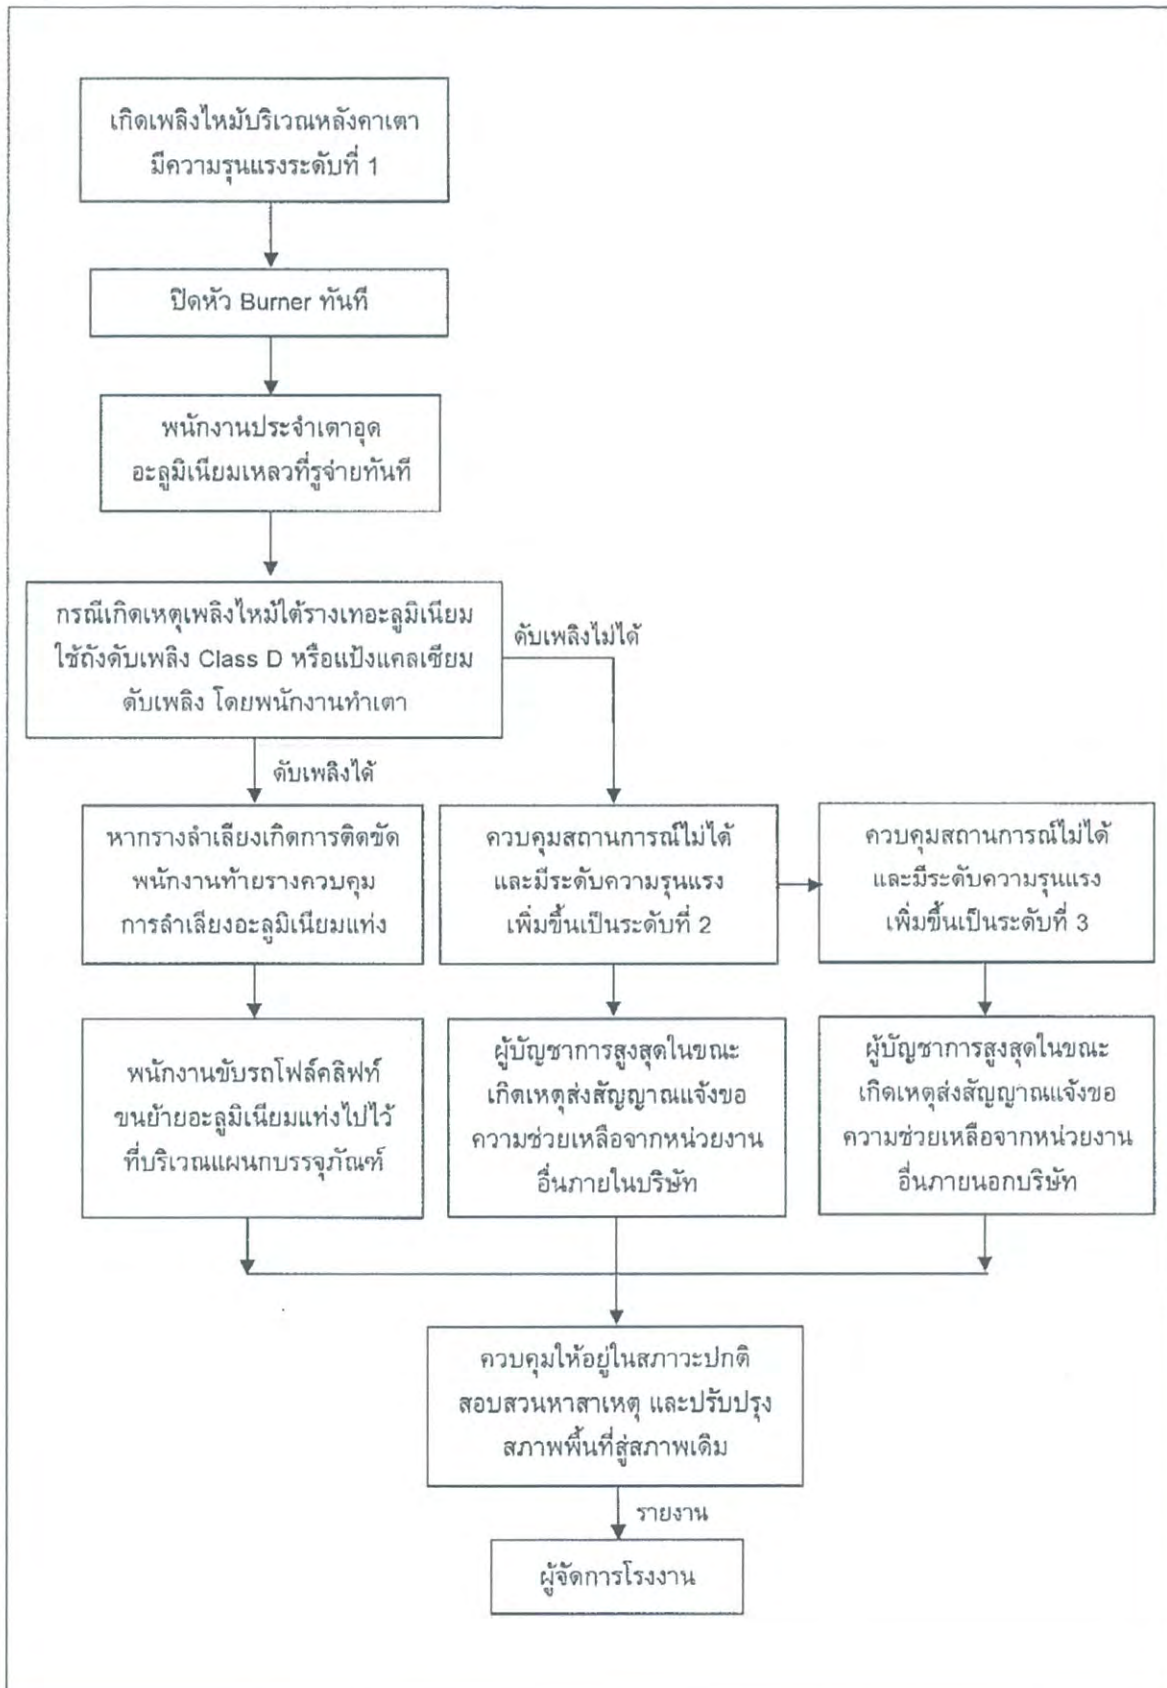 เกิดเพลิงไหม้บริเวณหลังคาเตา
มีความรุนแรงระดับที่ 1
ปิดหัว Burner ทันที
พนักงานประจำเตาอุด
อะลูมิเนียมเหลวที่รูจ่ายทันที
กรณีเกิดเหตุเพลิงไหม้ใต้รางเทอะลูมิเนียม
ใช้ถังดับเพลิง Class D หรือแป้งแคลเซียม
ดับเพลิง โดยพนักงานทำเตา
ดับเพลิงไม่ได้
ดับเพลิงได้
หากรางลำเลียงเกิดการติดขัด
พนักงานท้ายรางควบคุม
การลำเลียงอะลูมิเนียมแท่ง
ควบคุมสถานการณ์ไม่ได้
และมีระดับความรุนแรง
เพิ่มขึ้นเป็นระดับที่ 2
ควบคุมสถานการณ์ไม่ได้
และมีระดับความรุนแรง
เพิ่มขึ้นเป็นระดับที่ 3
พนักงานขับรถโฟล์คลิฟท์
ขนย้ายอะลูมิเนียมแท่งไปไว้
ที่บริเวณแผนกบรรจุภัณฑ์
ผู้บัญชาการสูงสุดในขณะ
เกิดเหตุส่งสัญญาณแจ้งขอ
ความช่วยเหลือจากหน่วยงาน
อื่นภายในบริษัท
ผู้บัญชาการสูงสุดในขณะ
เกิดเหตุส่งสัญญาณแจ้งขอ
ความช่วยเหลือจากหน่วยงาน
อื่นภายนอกบริษัท
ควบคุมให้อยู่ในสภาวะปกติ
สอบสวนหาสาเหตุ และปรับปรุง
สภาพพื้นที่สู่สภาพเดิม
รายงาน
ผู้จัดการโรงงาน